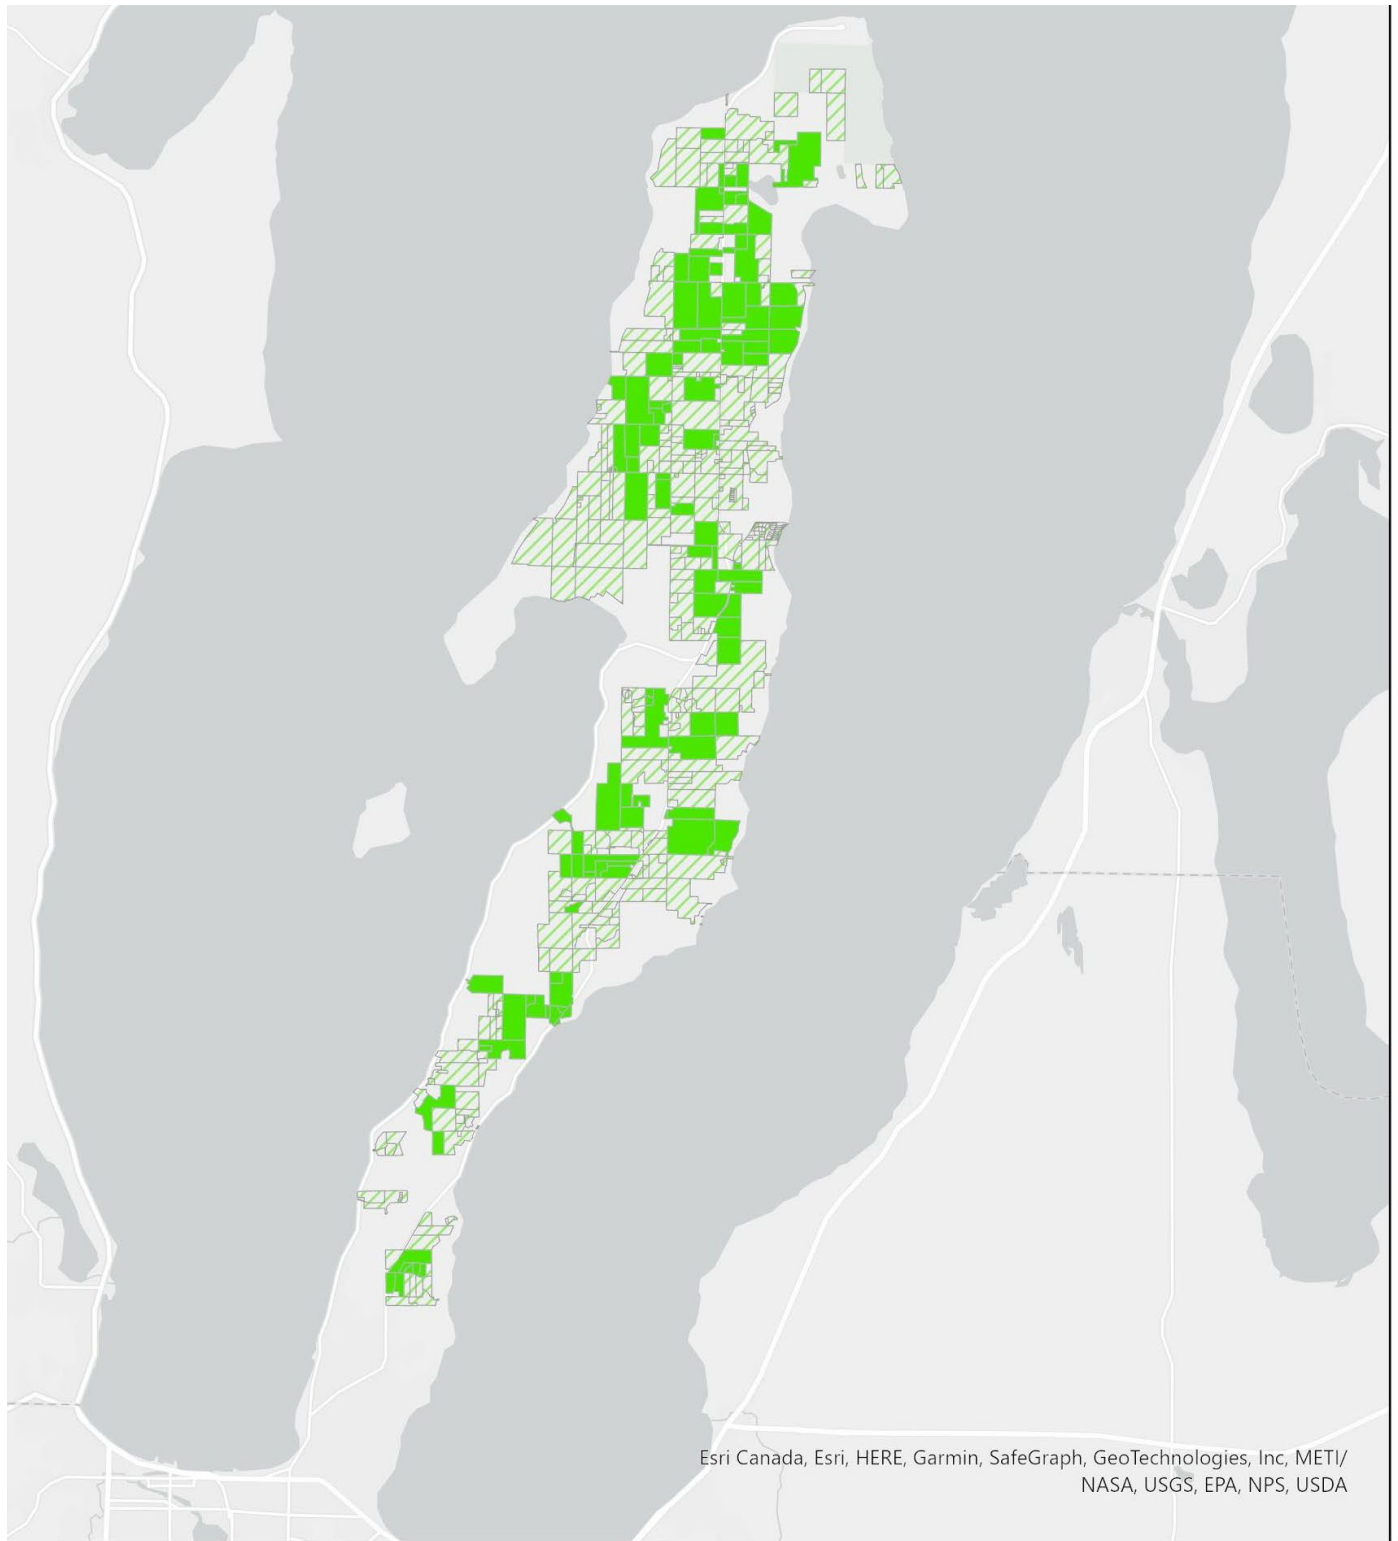 Esri Canada, Esri, HERE, Garmin, SafeGraph, GeoTechnologies, Inc, METI/
NASA, USGS, EPA, NPS, USDA